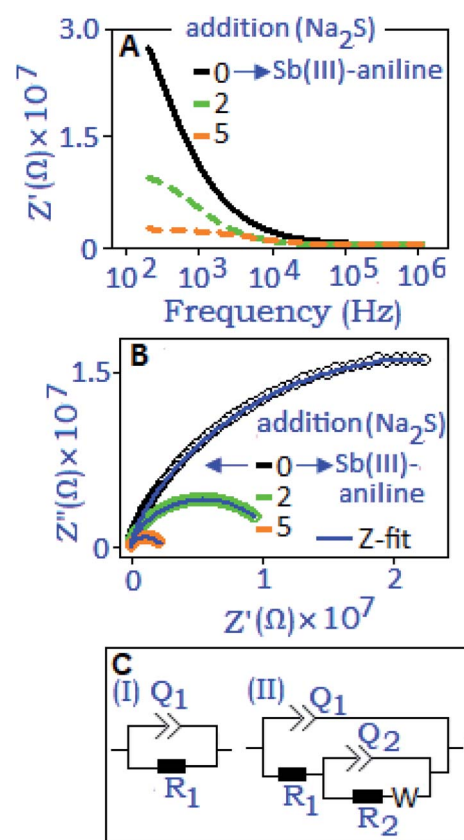 A
addition (Na2S)
0 → Sb(III)-aniline
2
5
Z'(Ω)×10^7
3.0
1.5
0
10^2 10^3 10^4 10^5 10^6
Frequency (Hz)
B
Z''(Ω)×10^7
1.5
0
addition (Na2S)
← 0 → Sb(III)-
aniline
2
5
Z-fit
0 1 2
Z'(Ω)×10^7
C
(I) Q1
R1
(II) Q1
Q2
R1
R2 W